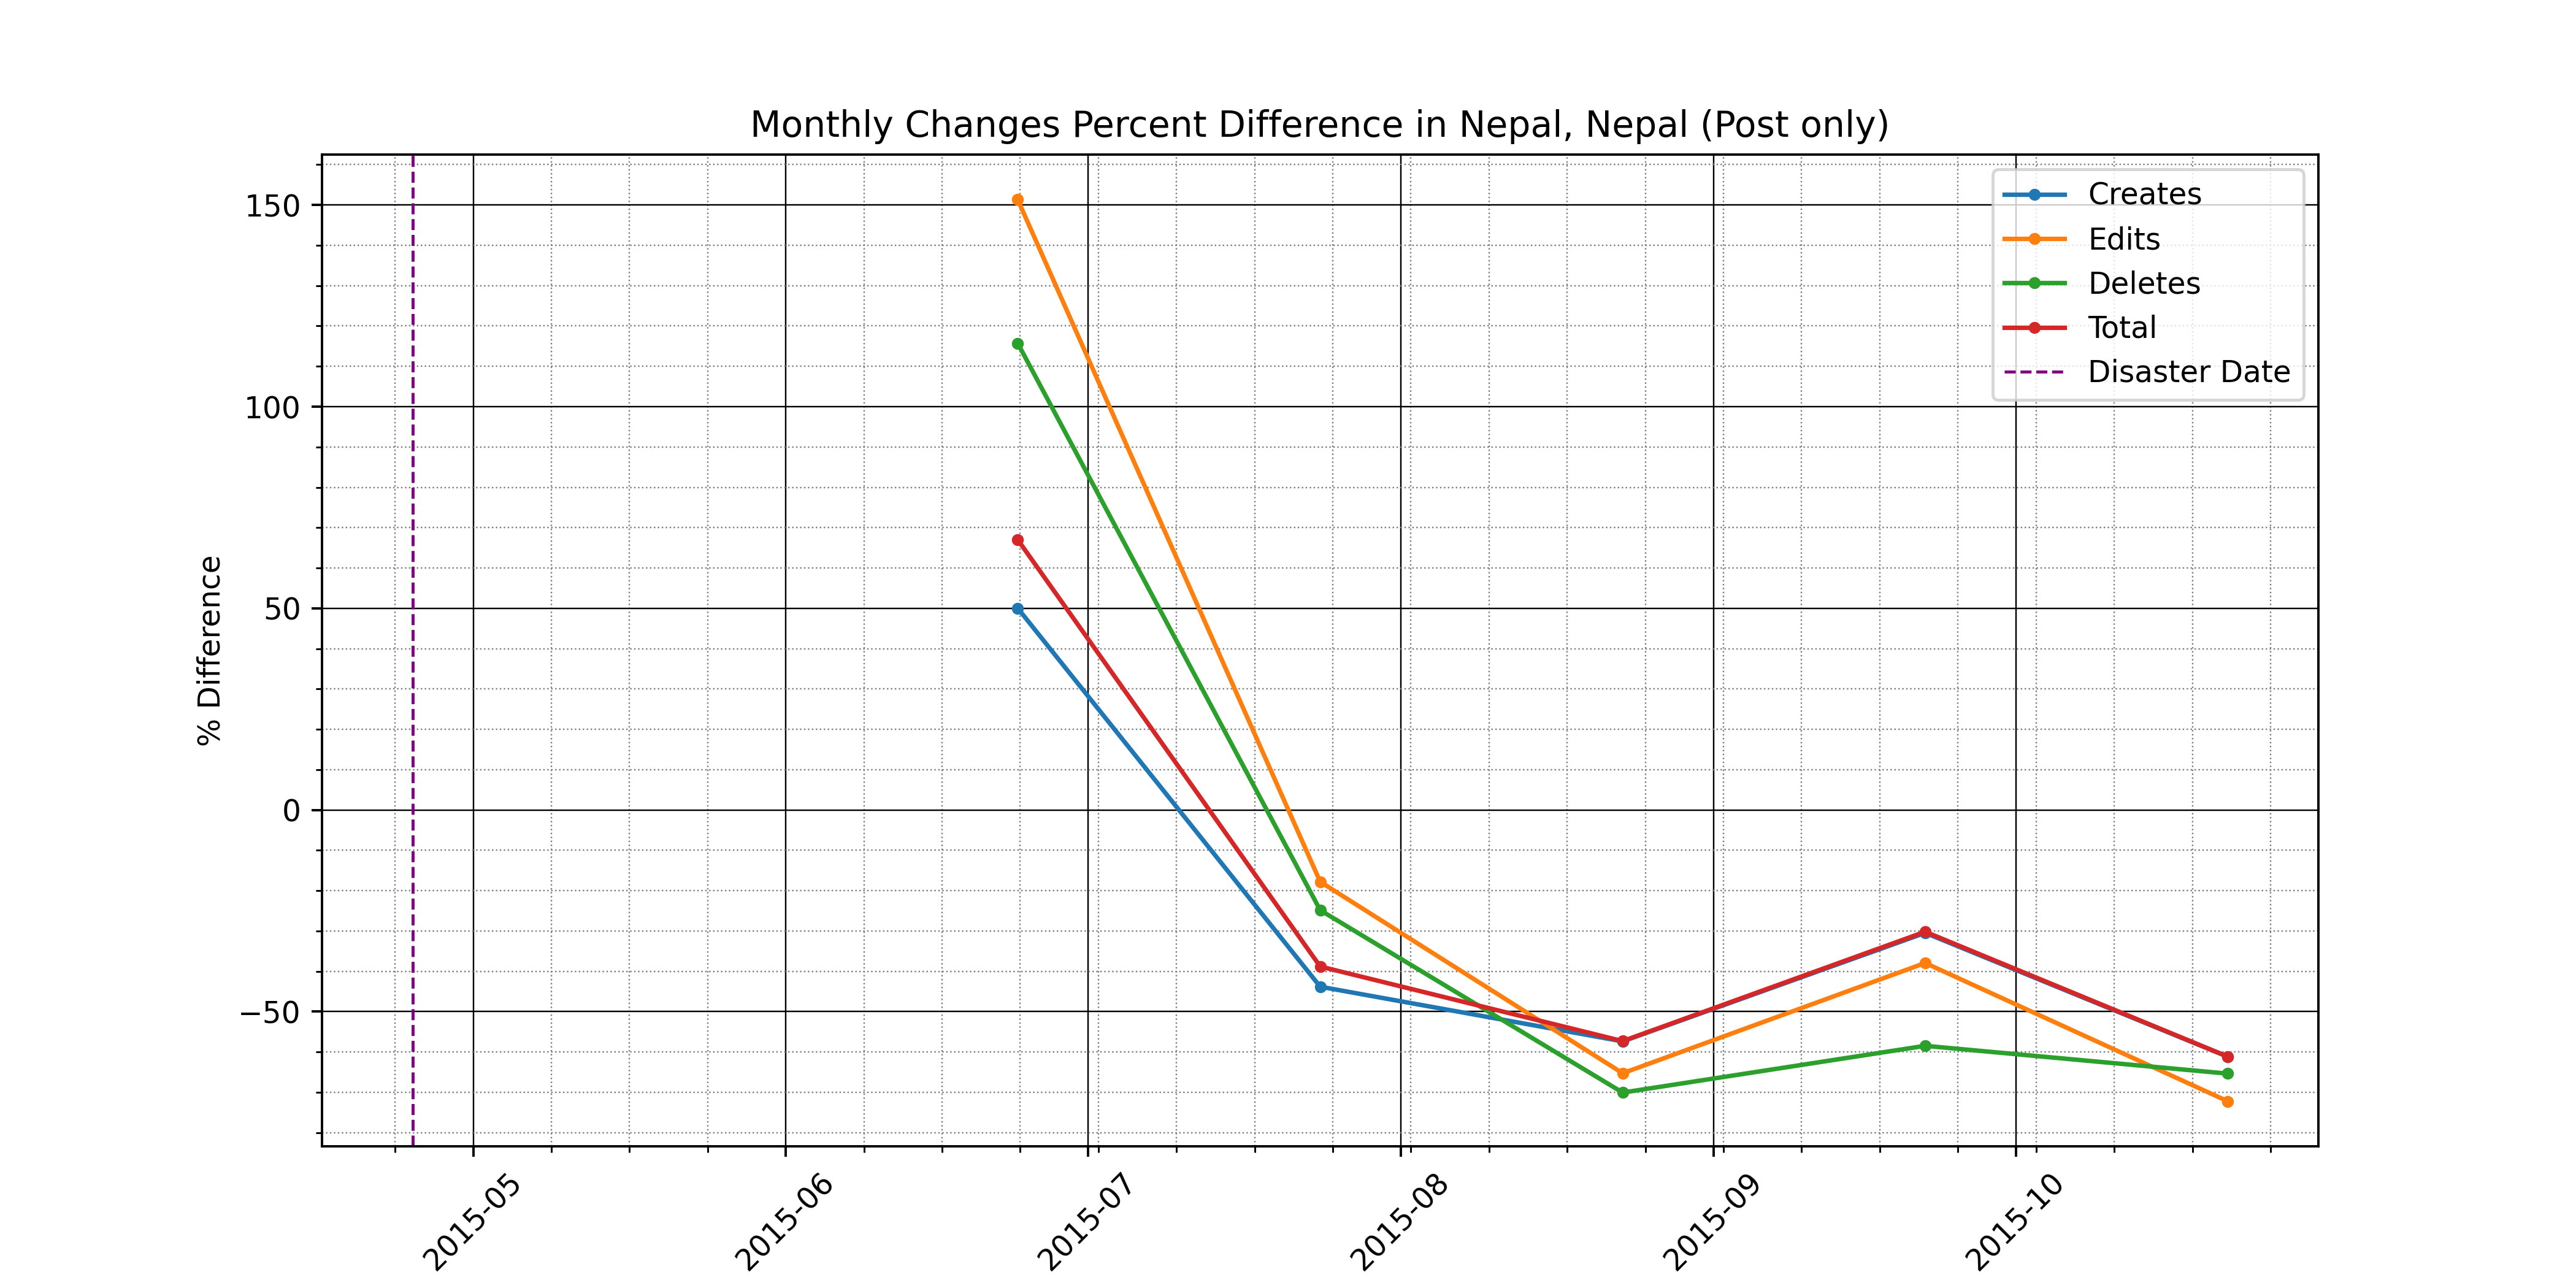 Monthly Changes Percent Difference in Nepal, Nepal (Post only)
% Difference
150
100
50
0
−50
Creates
Edits
Deletes
Total
Disaster Date
2015-05
2015-06
2015-07
2015-08
2015-09
2015-10